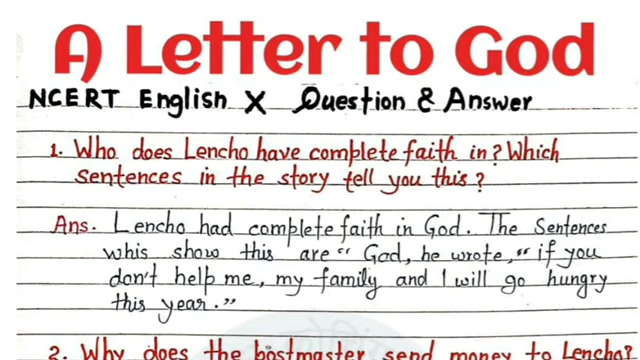 A Letter to God
NCERT English X Question & Answer
1. Who does Lencho have complete faith in? Which
sentences in the story tell you this?
Ans. Lencho had complete faith in God. The Sentences
whis show this are "God, he wrote, "if you
don't help me, my family and I will go hungry
this year."
2. Why does the postmaster send money to Lencho?